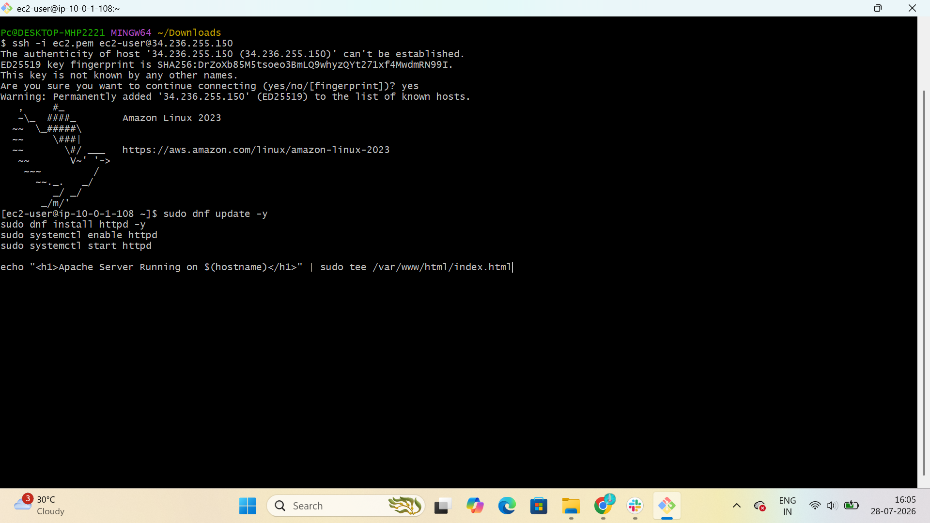 ec2-user@ip-10-0-1-108:~
Pc@DESKTOP-MHP2221 MINGW64 ~/Downloads
$ ssh -i ec2.pem ec2-user@34.236.255.150
The authenticity of host '34.236.255.150 (34.236.255.150)' can't be established.
ED25519 key fingerprint is SHA256:DrZoXb85M5tsoeo3BmLQ9whyzQYt271xf4MwdmRN99I.
This key is not known by any other names.
Are you sure you want to continue connecting (yes/no/[fingerprint])? yes
Warning: Permanently added '34.236.255.150' (ED25519) to the list of known hosts.
   ,     #_
   ~\_  ####_        Amazon Linux 2023
  ~~  \_#####\
  ~~     \###|
  ~~       \#/ ___   https://aws.amazon.com/linux/amazon-linux-2023
   ~~       V~' '->
    ~~~         /
      ~~._.   _/
         _/ _/
       _/m/'
[ec2-user@ip-10-0-1-108 ~]$ sudo dnf update -y
sudo dnf install httpd -y
sudo systemctl enable httpd
sudo systemctl start httpd
echo "<h1>Apache Server Running on $(hostname)</h1>" | sudo tee /var/www/html/index.html
3
30°C
Cloudy
Search
2
ENG
IN
16:05
28-07-2026